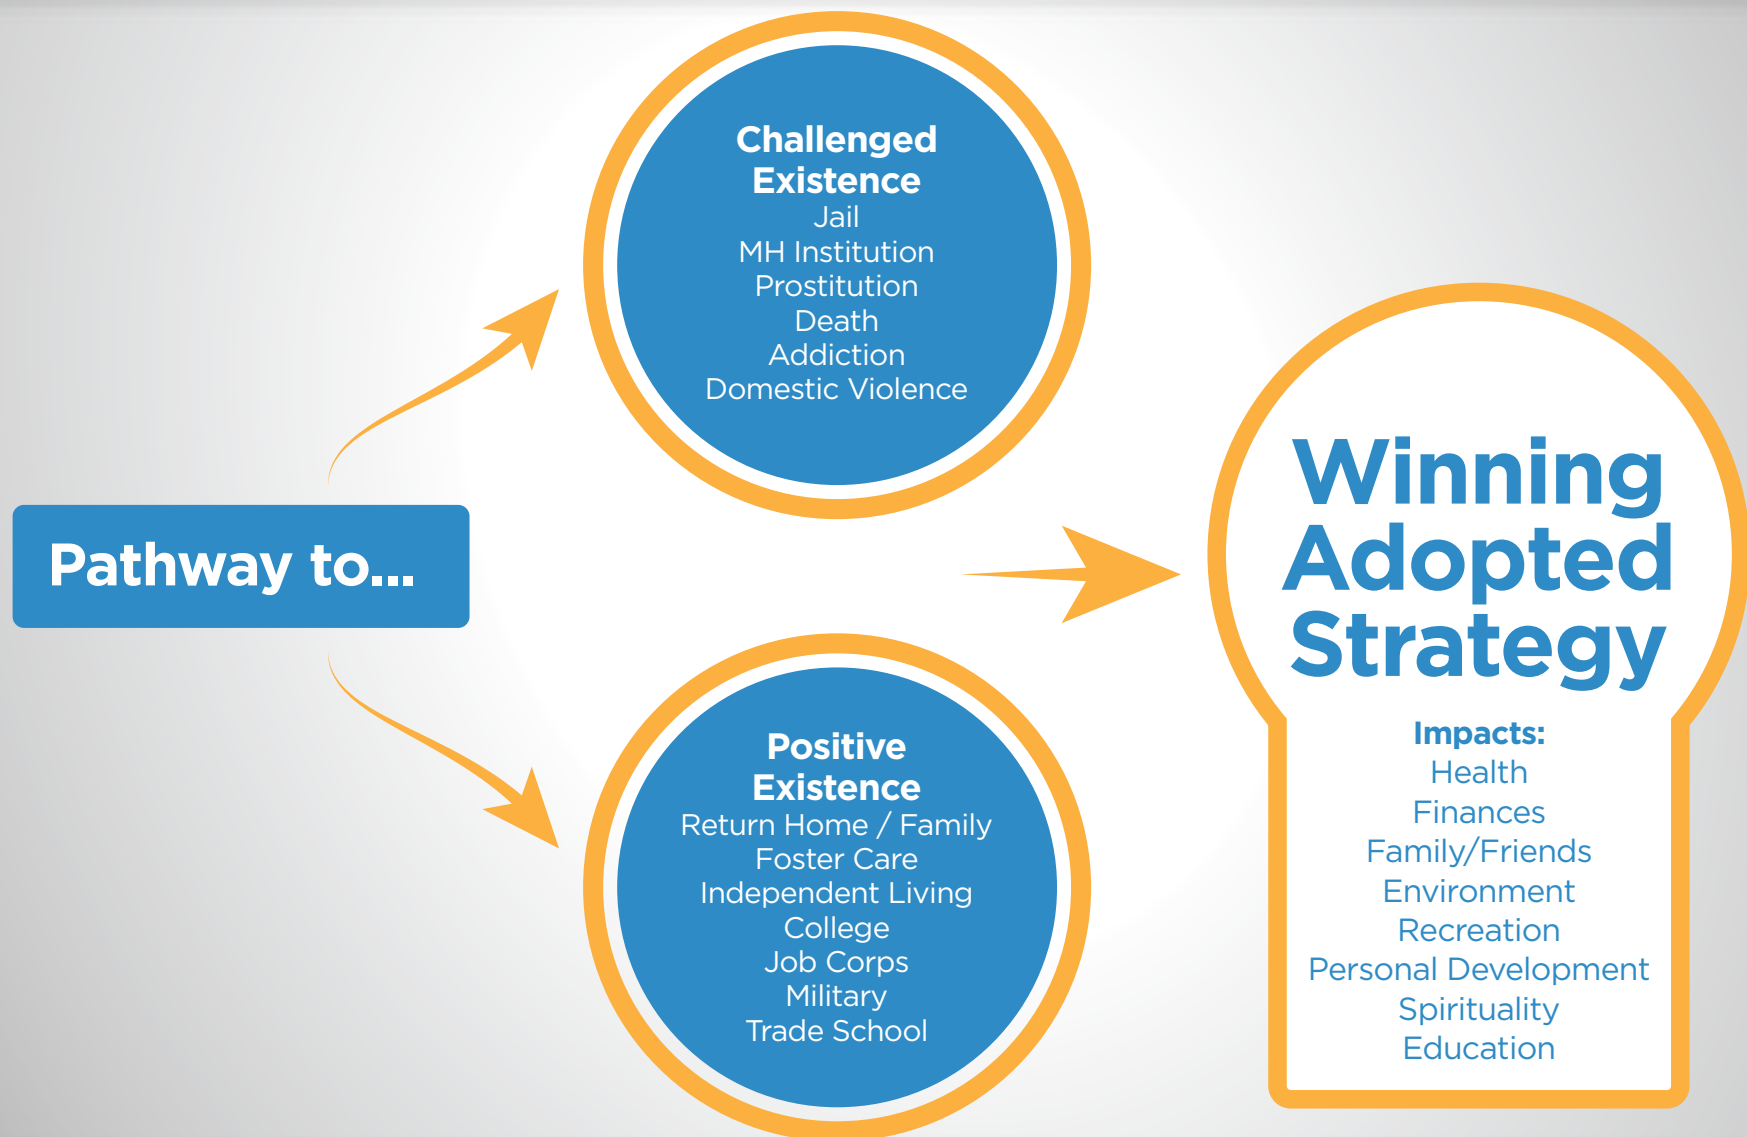 Pathway to...
Challenged
Existence
Jail
MH Institution
Prostitution
Death
Addiction
Domestic Violence
Positive
Existence
Return Home / Family
Foster Care
Independent Living
College
Job Corps
Military
Trade School
Winning
Adopted
Strategy
Impacts:
Health
Finances
Family/Friends
Environment
Recreation
Personal Development
Spirituality
Education